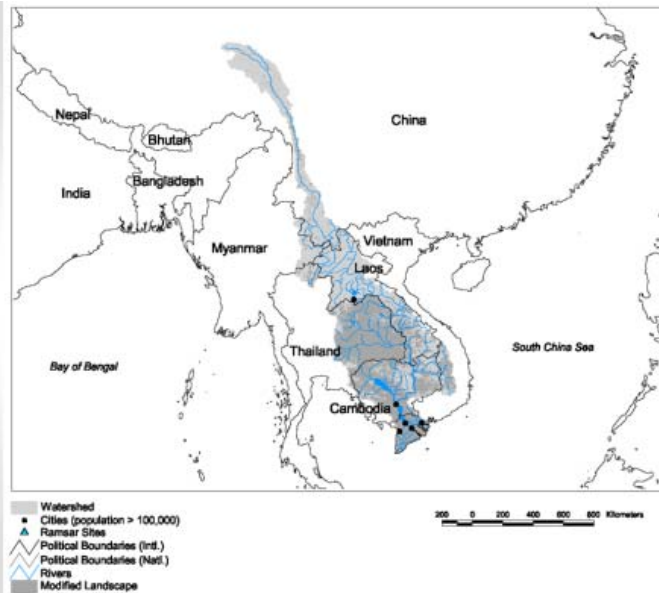 China
Nepal
Bhutan
Bangladesh
India
Myanmar
Vietnam
Laos
Thailand
South China Sea
Bay of Bengal
Cambodia
Watershed
Cities (population > 100,000)
Ramsar Sites
Political Boundaries (Intl.)
Political Boundaries (Natl.)
Rivers
Modified Landscape
200 0 200 400 600 800 Kilometers